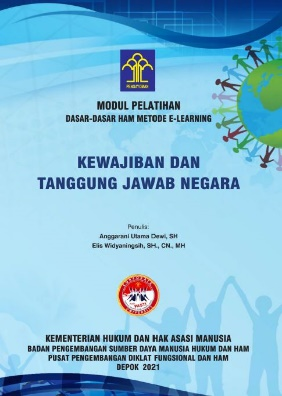 PENGAYOMAN
MODUL PELATIHAN
DASAR-DASAR HAM METODE E-LEARNING
KEWAJIBAN DAN
TANGGUNG JAWAB NEGARA
Penulis:
Anggarani Utama Dewi, SH
Elis Widyaningsih, SH., CN., MH
PASTI
KEMENTERIAN HUKUM DAN HAK ASASI MANUSIA
BADAN PENGEMBANGAN SUMBER DAYA MANUSIA HUKUM DAN HAM
PUSAT PENGEMBANGAN DIKLAT FUNGSIONAL DAN HAM
DEPOK 2021